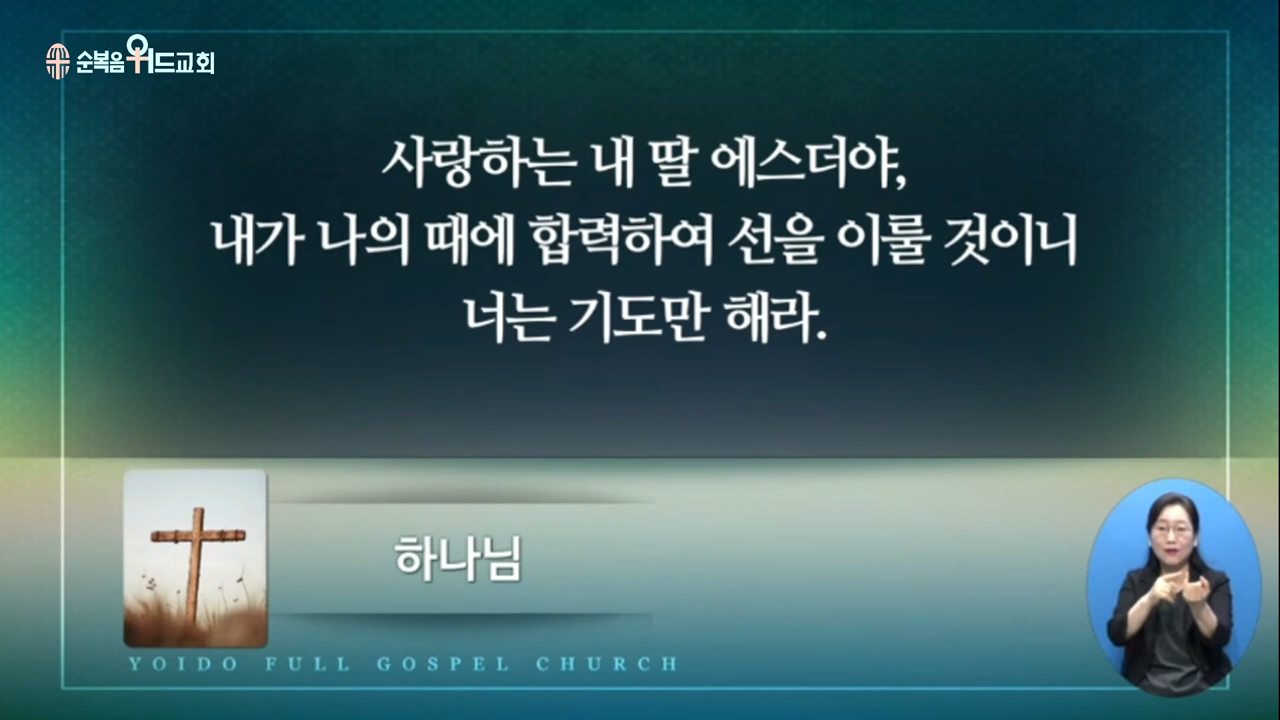 순복음위드교회
사랑하는 내 딸 에스더야,
내가 나의 때에 합력하여 선을 이룰 것이니
너는 기도만 해라.
하나님
YOIDO FULL GOSPEL CHURCH